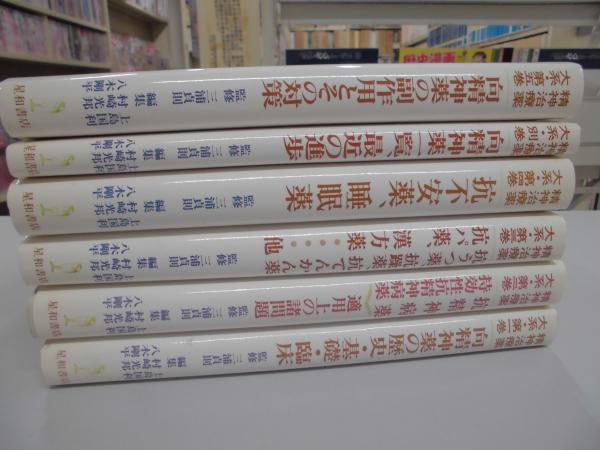 精神治療薬
大系 第五巻
向精神薬の副作用とその対策
監修 三浦貞則
編集 上島国利
村崎光邦
八木剛平
星和書店
精神治療薬
大系 別巻
向精神薬一覧、最近の進歩
監修 三浦貞則
編集 上島国利
村崎光邦
八木剛平
星和書店
精神治療薬
大系・第四巻
抗不安薬、睡眠薬
監修 三浦貞則
編集 上島国利
村崎光邦
八木剛平
星和書店
精神治療薬
大系 第三巻
抗うつ薬 抗躁薬 抗てんかん薬
抗パ薬、漢方薬・・・他
監修 三浦貞則
編集 上島国利
村崎光邦
八木剛平
星和書店
精神治療薬
大系 第二巻
抗精神病薬
持効性抗精神病薬
適用上の諸問題
監修 三浦貞則
編集 上島国利
村崎光邦
八木剛平
星和書店
精神治療薬
大系 第一巻
向精神薬の歴史・基礎・臨床
監修 三浦貞則
編集 上島国利
村崎光邦
八木剛平
星和書店
歴史漫画